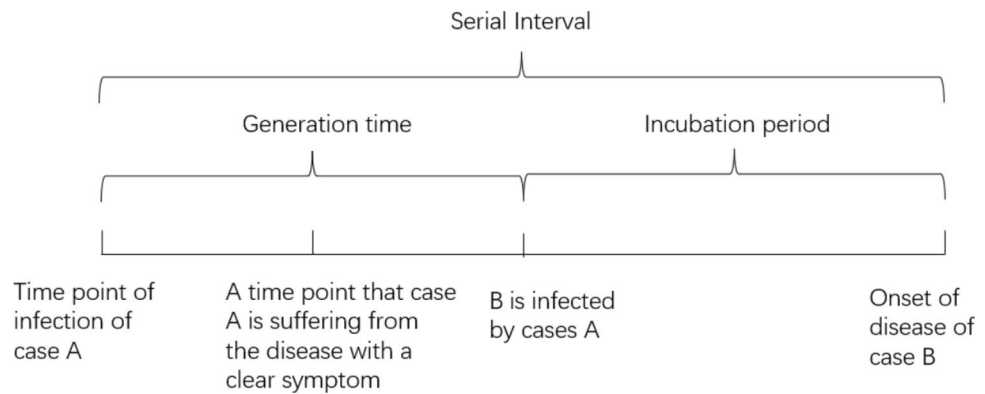 Serial Interval
Generation time
Incubation period
Time point of
infection of
case A
A time point that case
A is suffering from
the disease with a
clear symptom
B is infected
by cases A
Onset of
disease of
case B